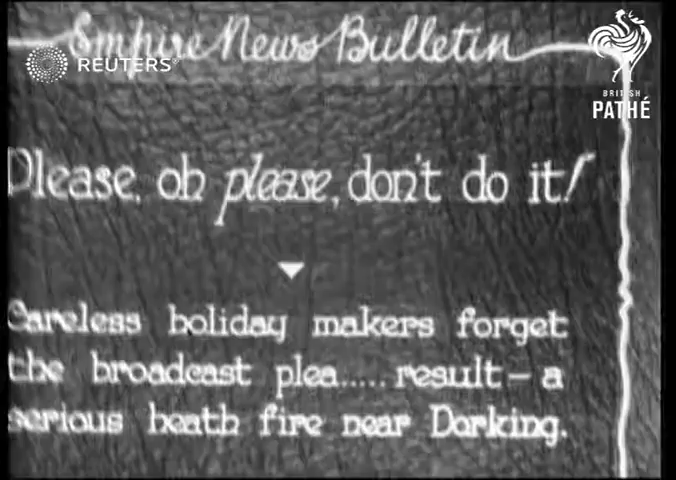 Empire News Bulletin
REUTERS
BRITISH
PATHÉ
Please, oh please, don't do it!
Careless holiday makers forget
the broadcast plea..... result – a
serious heath fire near Dorking.